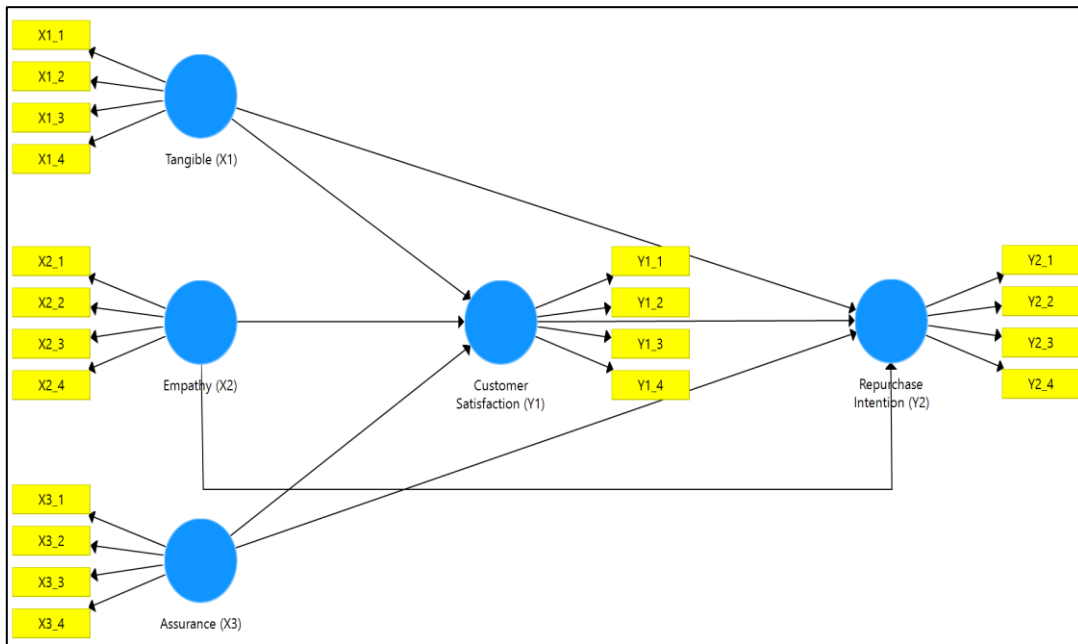 X1_1
X1_2
X1_3
X1_4
Tangible (X1)
X2_1
X2_2
X2_3
X2_4
Empathy (X2)
X3_1
X3_2
X3_3
X3_4
Assurance (X3)
Y1_1
Y1_2
Y1_3
Y1_4
Customer
Satisfaction (Y1)
Y2_1
Y2_2
Y2_3
Y2_4
Repurchase
Intention (Y2)